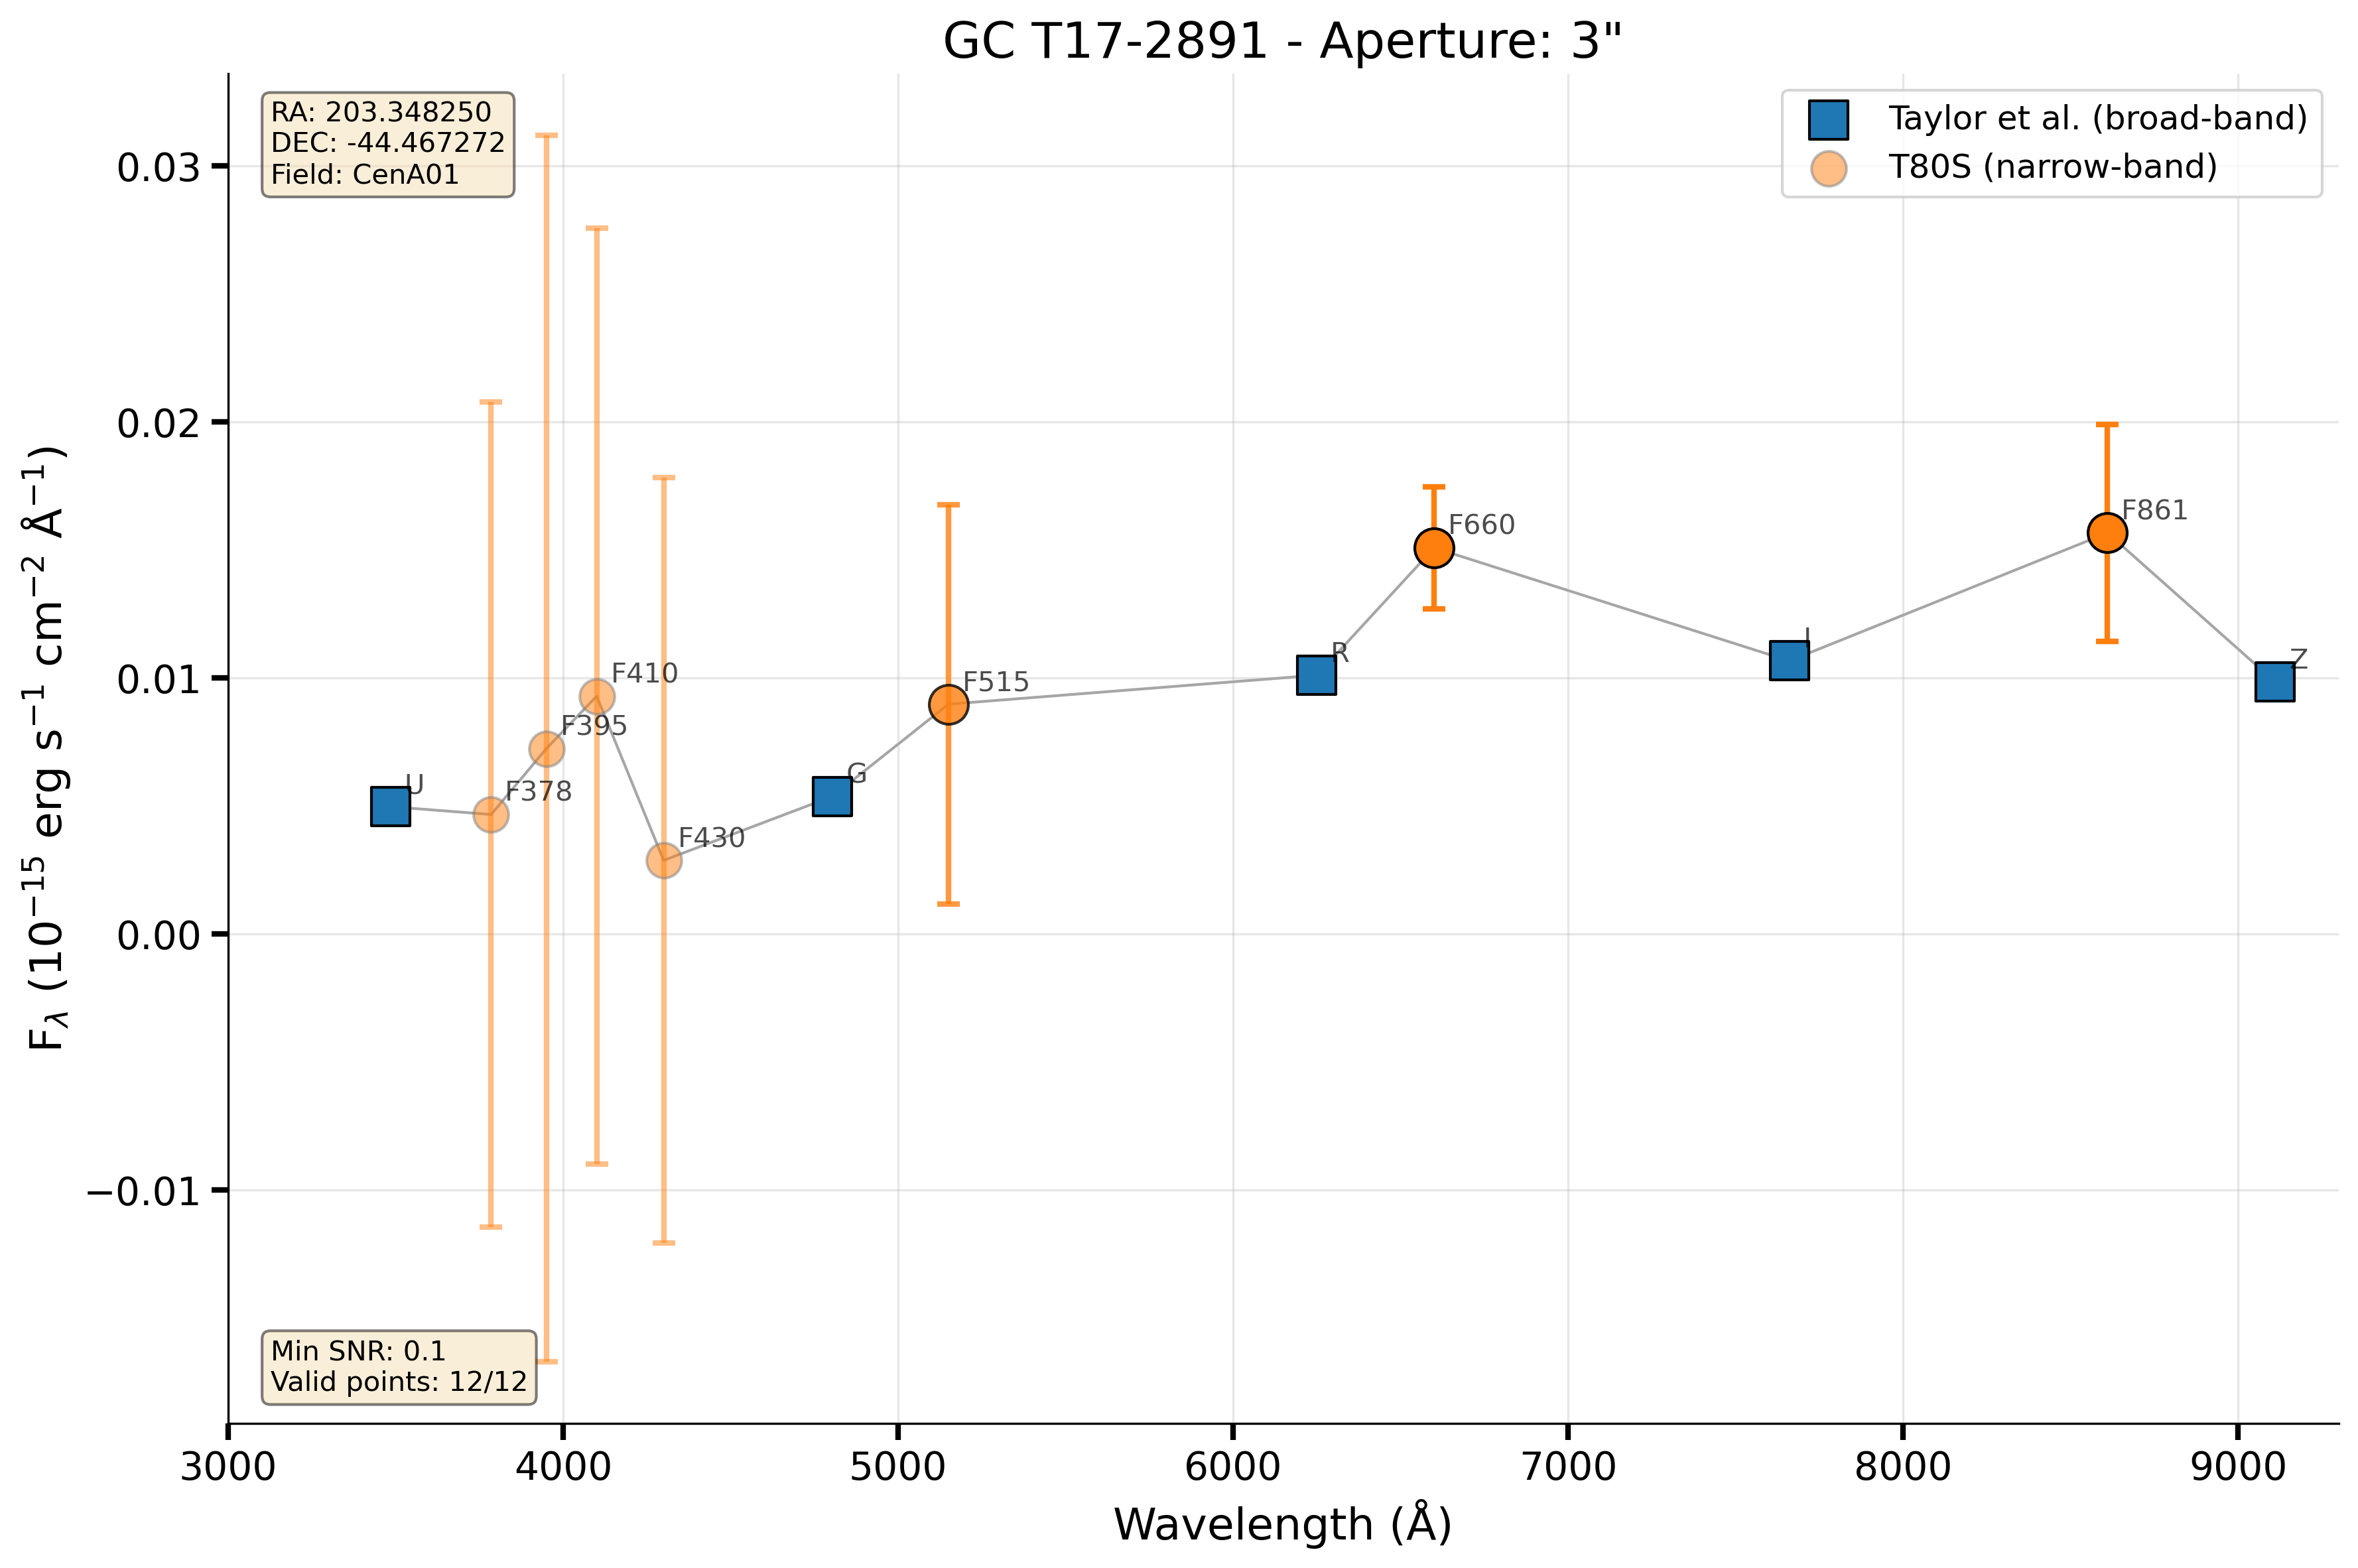 GC T17-2891 - Aperture: 3"
RA: 203.348250
DEC: -44.467272
Field: CenA01
Taylor et al. (broad-band)
T80S (narrow-band)
0.03
0.02
0.01
0.00
−0.01
F_λ (10⁻¹⁵ erg s⁻¹ cm⁻² Å⁻¹)
U
F378
F395
F410
F430
G
F515
R
F660
I
F861
Z
Min SNR: 0.1
Valid points: 12/12
3000
4000
5000
6000
7000
8000
9000
Wavelength (Å)